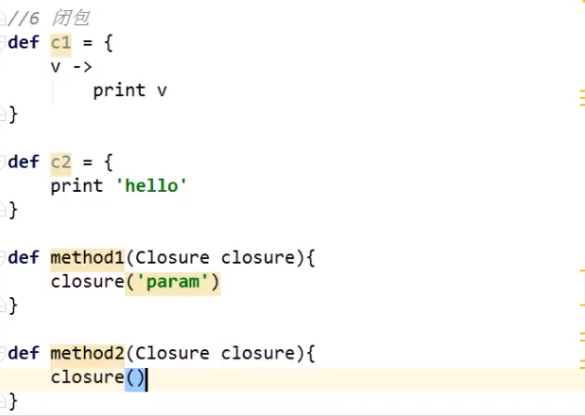 //6 闭包
def c1 = {
    v ->
        print v
}
def c2 = {
    print 'hello'
}
def method1(Closure closure){
    closure('param')
}
def method2(Closure closure){
    closure()
}